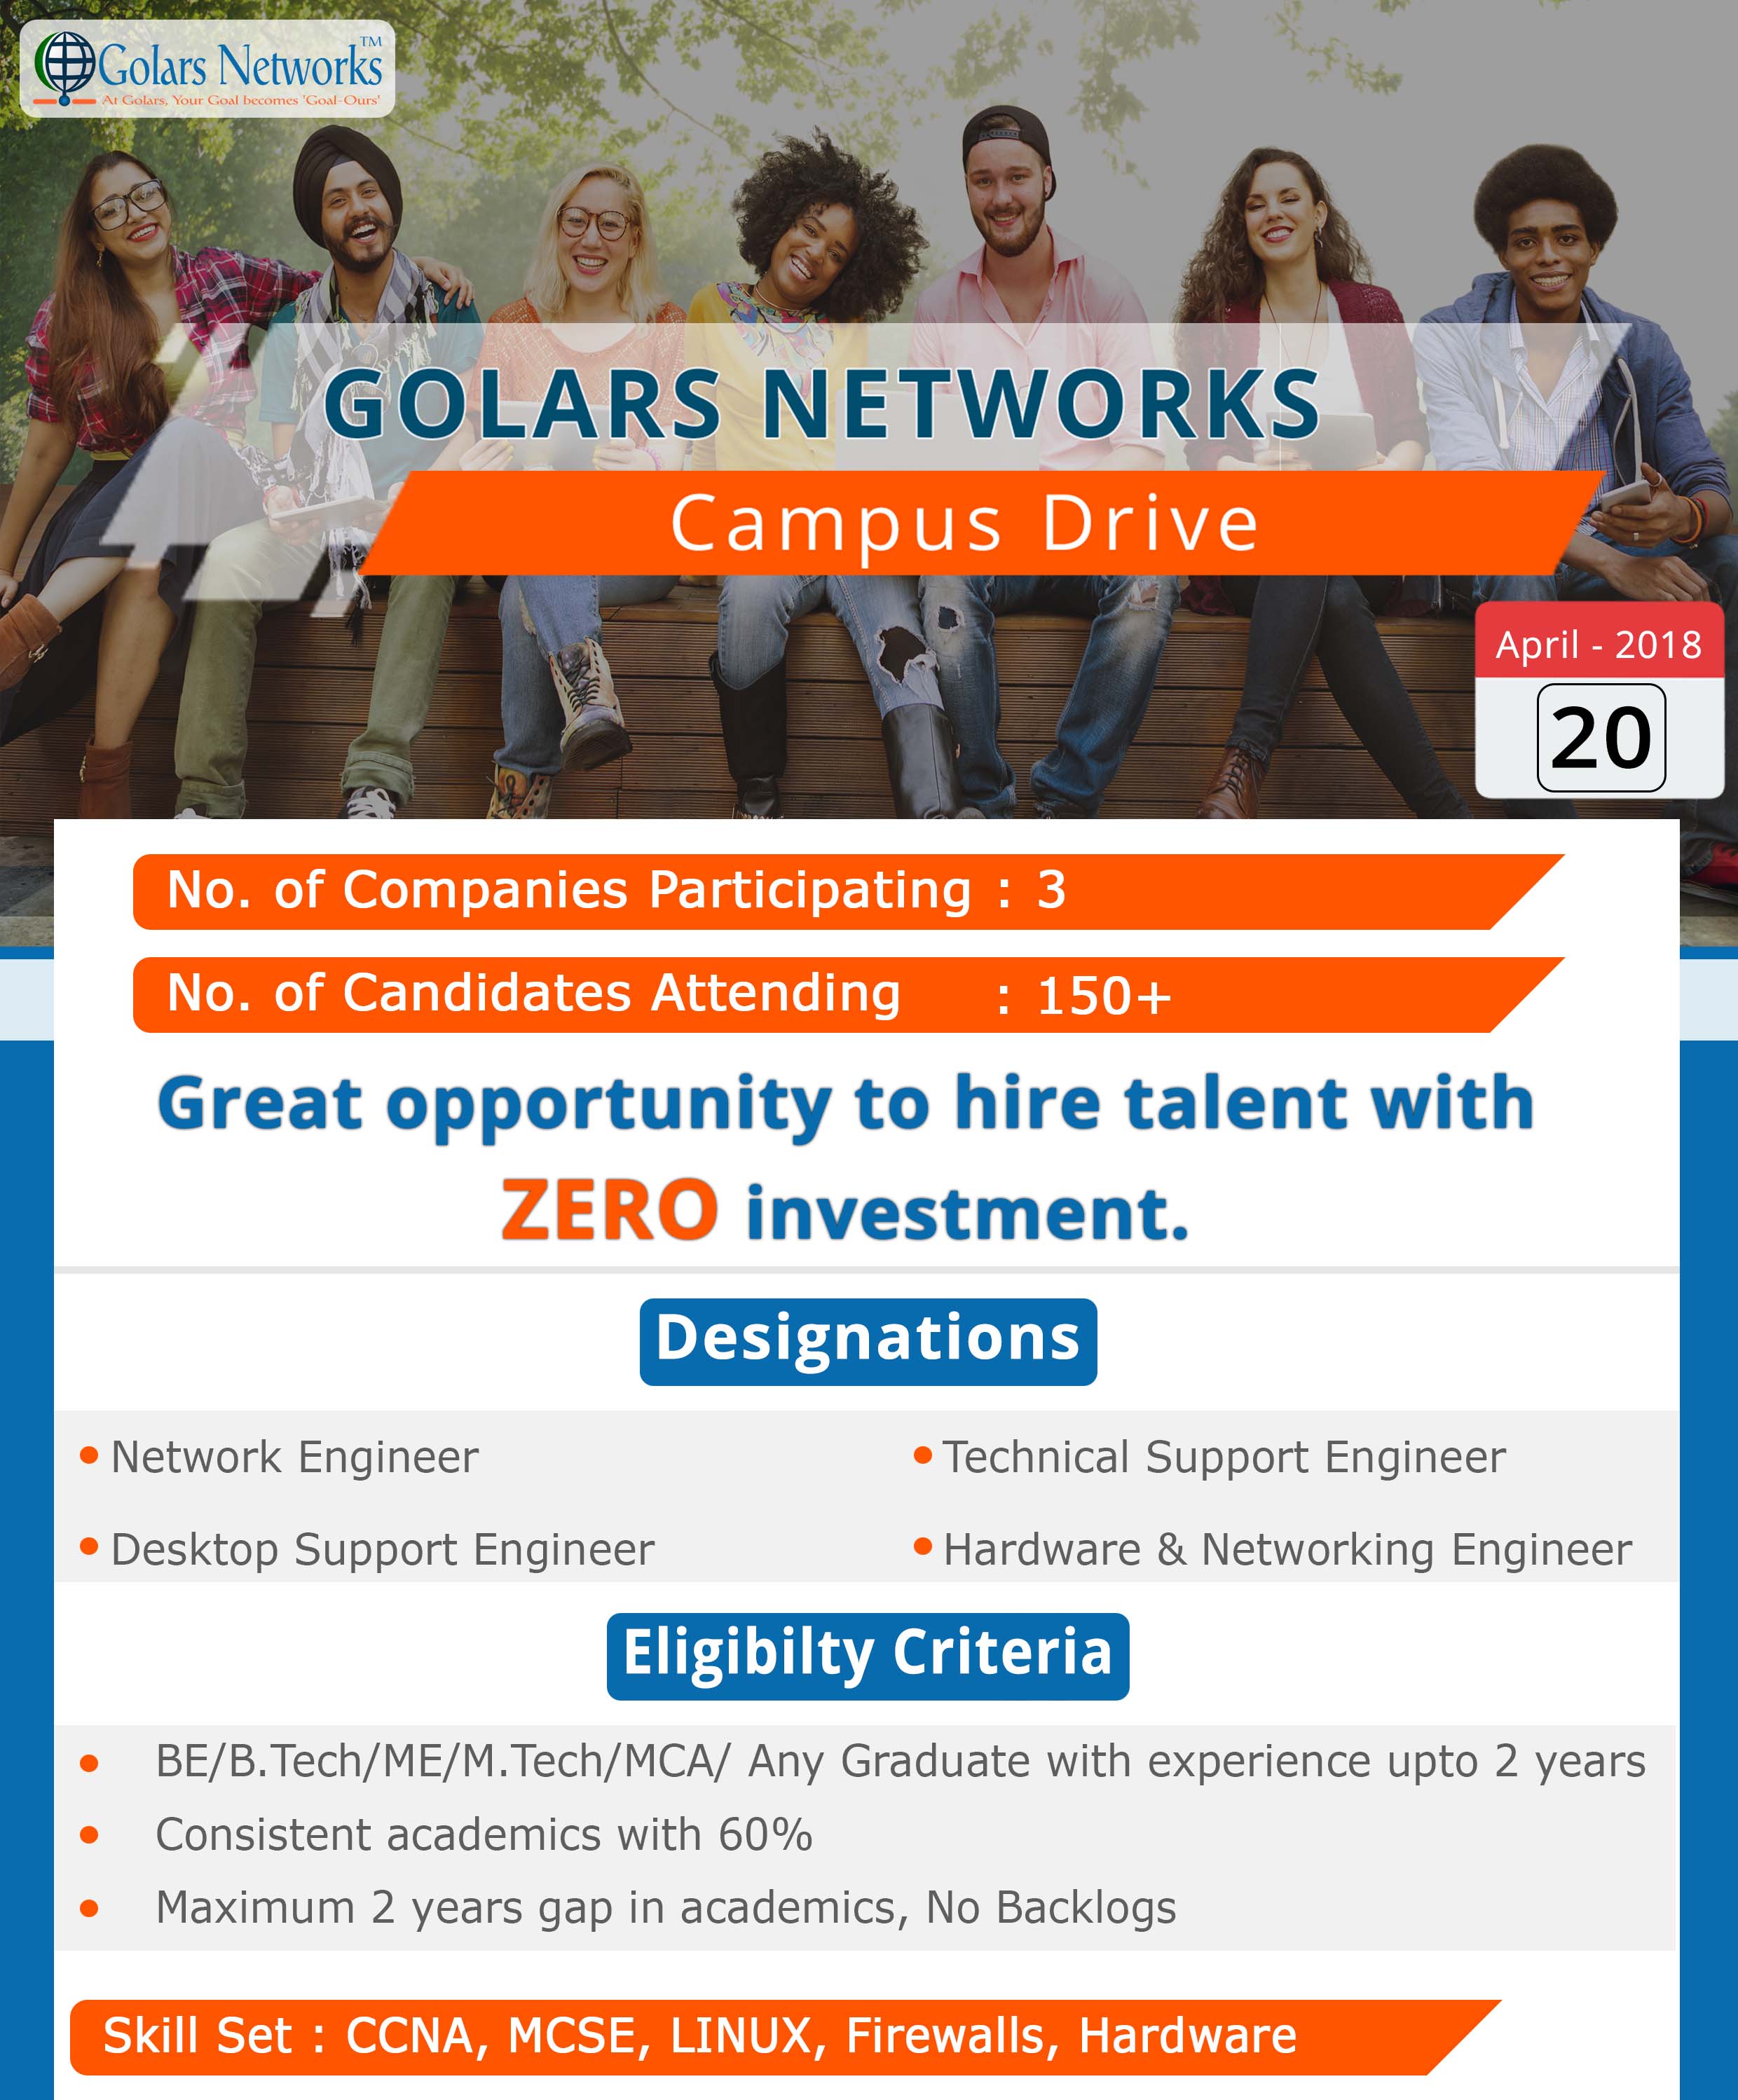 Golars Networks™
At Golars, Your Goal becomes 'Goal-Ours'
GOLARS NETWORKS
Campus Drive
April - 2018
20
No. of Companies Participating : 3
No. of Candidates Attending : 150+
Great opportunity to hire talent with
ZERO investment.
Designations
Network Engineer
Technical Support Engineer
Desktop Support Engineer
Hardware & Networking Engineer
Eligibilty Criteria
BE/B.Tech/ME/M.Tech/MCA/ Any Graduate with experience upto 2 years
Consistent academics with 60%
Maximum 2 years gap in academics, No Backlogs
Skill Set : CCNA, MCSE, LINUX, Firewalls, Hardware